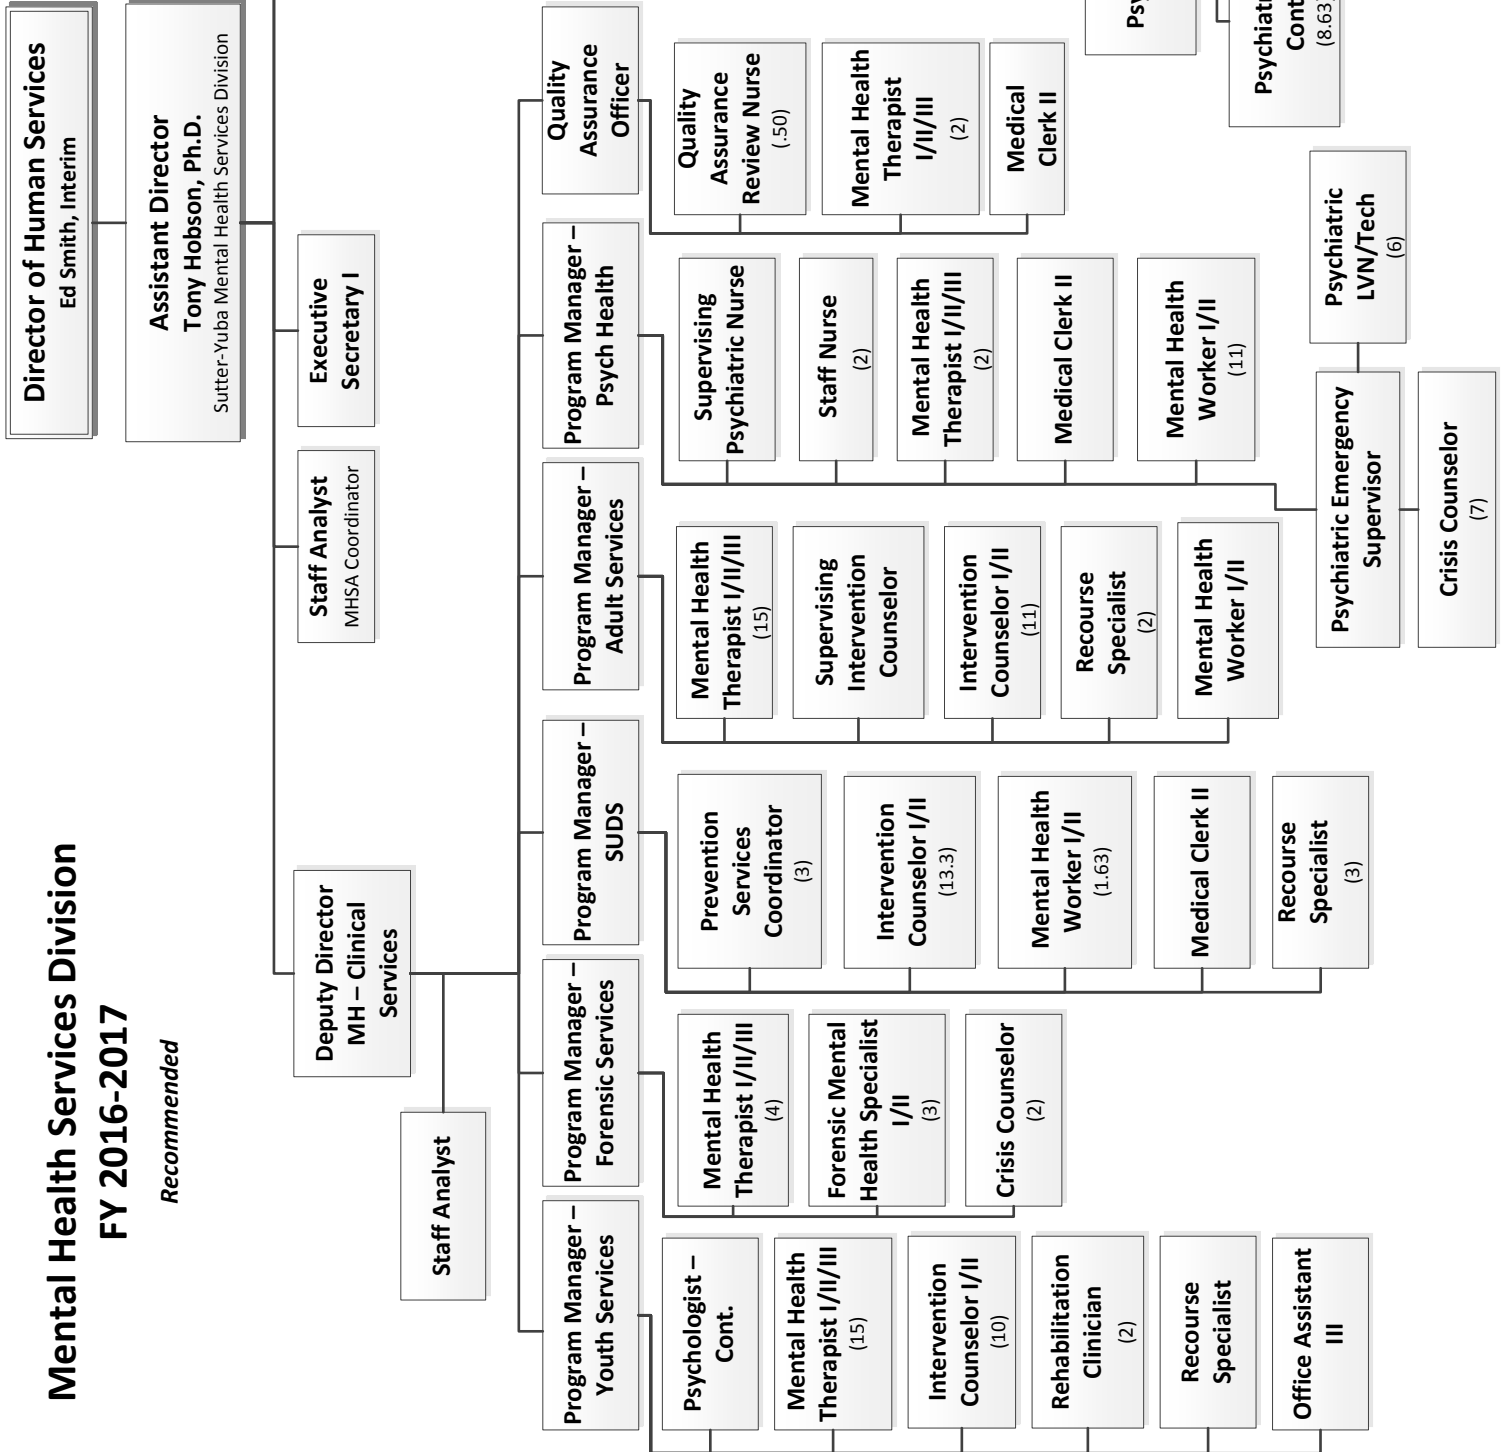 Mental Health Services Division
FY 2016-2017
Recommended
Director of Human Services
Ed Smith, Interim
Assistant Director
Tony Hobson, Ph.D.
Sutter-Yuba Mental Health Services Division
Staff Analyst
MHSA Coordinator
Executive
Secretary I
Deputy Director
MH – Clinical
Services
Staff Analyst
Program Manager –
Youth Services
Psychologist –
Cont.
Mental Health
Therapist I/II/III
(15)
Intervention
Counselor I/II
(10)
Rehabilitation
Clinician
(2)
Recourse
Specialist
Office Assistant
III
Program Manager –
Forensic Services
Mental Health
Therapist I/II/III
(4)
Forensic Mental
Health Specialist
I/II
(3)
Crisis Counselor
(2)
Program Manager –
SUDS
Prevention
Services
Coordinator
(3)
Intervention
Counselor I/II
(13.3)
Mental Health
Worker I/II
(1.63)
Medical Clerk II
Recourse
Specialist
(3)
Program Manager –
Adult Services
Mental Health
Therapist I/II/III
(15)
Supervising
Intervention
Counselor
Intervention
Counselor I/II
(11)
Recourse
Specialist
(2)
Mental Health
Worker I/II
Program Manager –
Psych Health
Supervising
Psychiatric Nurse
Staff Nurse
(2)
Mental Health
Therapist I/II/III
(2)
Medical Clerk II
Mental Health
Worker I/II
(11)
Psychiatric Emergency
Supervisor
Psychiatric
LVN/Tech
(6)
Crisis Counselor
(7)
Quality
Assurance
Officer
Quality
Assurance
Review Nurse
(.50)
Mental Health
Therapist
I/II/III
(2)
Medical
Clerk II
Psy
Psychiatr
Cont
(8.63